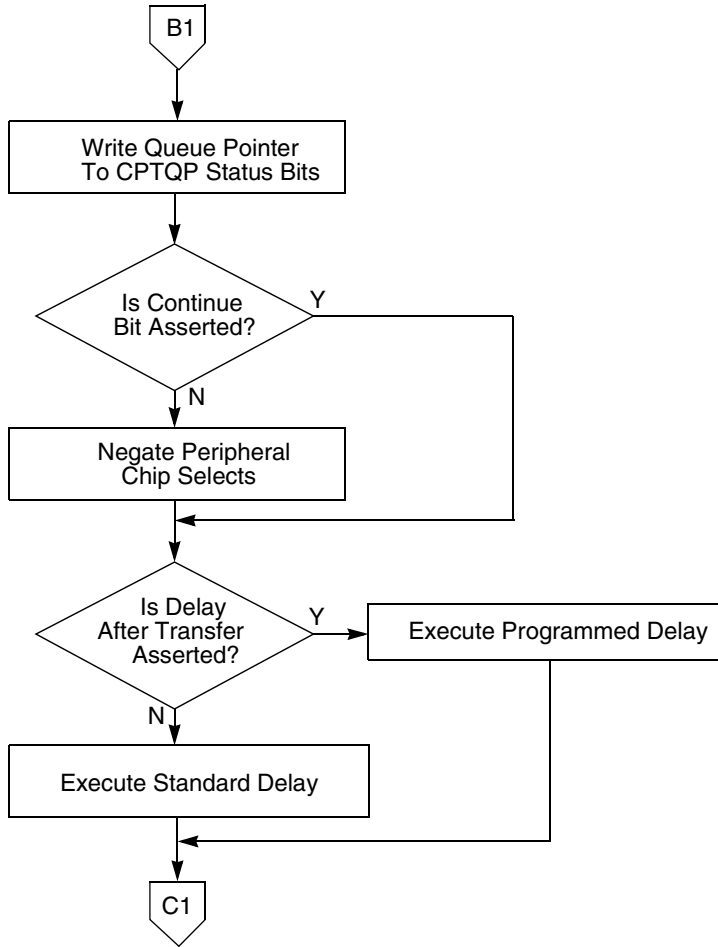 B1
Write Queue Pointer
To CPTQP Status Bits
Is Continue
Bit Asserted?
Y
N
Negate Peripheral
Chip Selects
Is Delay
After Transfer
Asserted?
Y
Execute Programmed Delay
N
Execute Standard Delay
C1